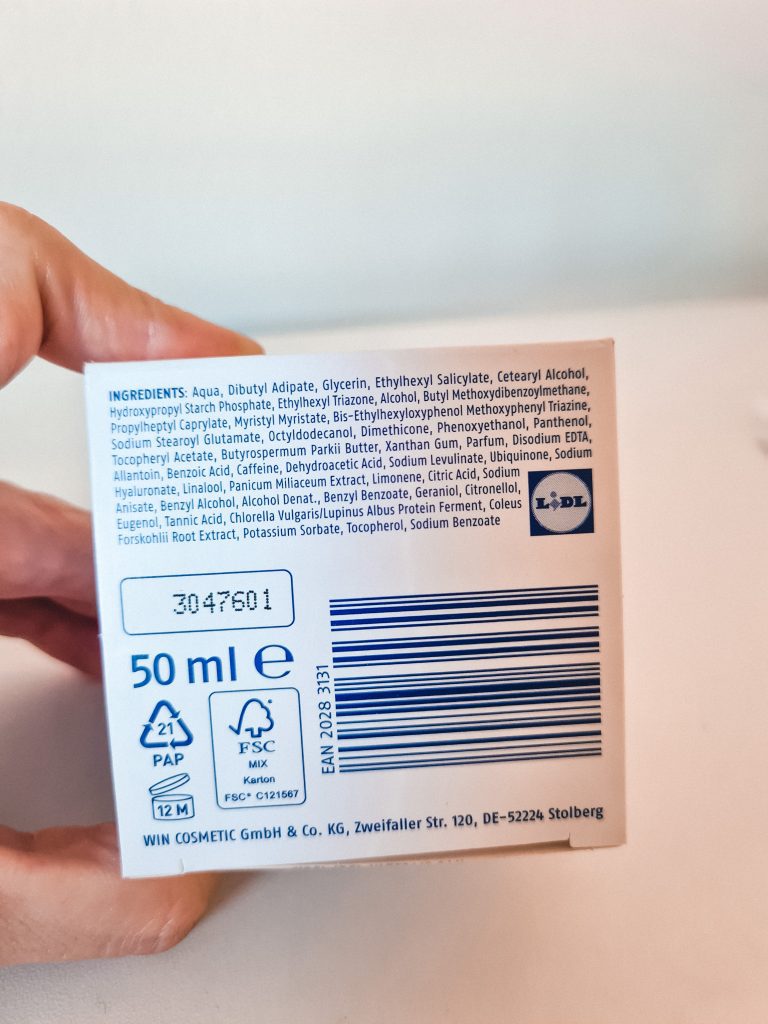 INGREDIENTS: Aqua, Dibutyl Adipate, Glycerin, Ethylhexyl Salicylate, Cetearyl Alcohol,
Hydroxypropyl Starch Phosphate, Ethylhexyl Triazone, Alcohol, Butyl Methoxydibenzoylmethane,
Propylheptyl Caprylate, Myristyl Myristate, Bis-Ethylhexyloxyphenol Methoxyphenyl Triazine,
Sodium Stearoyl Glutamate, Octyldodecanol, Dimethicone, Phenoxyethanol, Panthenol,
Tocopheryl Acetate, Butyrospermum Parkii Butter, Xanthan Gum, Parfum, Disodium EDTA,
Allantoin, Benzoic Acid, Caffeine, Dehydroacetic Acid, Sodium Levulinate, Ubiquinone, Sodium
Hyaluronate, Linalool, Panicum Miliaceum Extract, Limonene, Citric Acid, Sodium
Anisate, Benzyl Alcohol, Alcohol Denat., Benzyl Benzoate, Geraniol, Citronellol,
Eugenol, Tannic Acid, Chlorella Vulgaris/Lupinus Albus Protein Ferment, Coleus
Forskohlii Root Extract, Potassium Sorbate, Tocopherol, Sodium Benzoate
LIDL
3047601
50 ml e
21
PAP
12 M
FSC
MIX
Karton
FSC® C121567
EAN 2028 3131
WIN COSMETIC GmbH & Co. KG, Zweifaller Str. 120, DE-52224 Stolberg